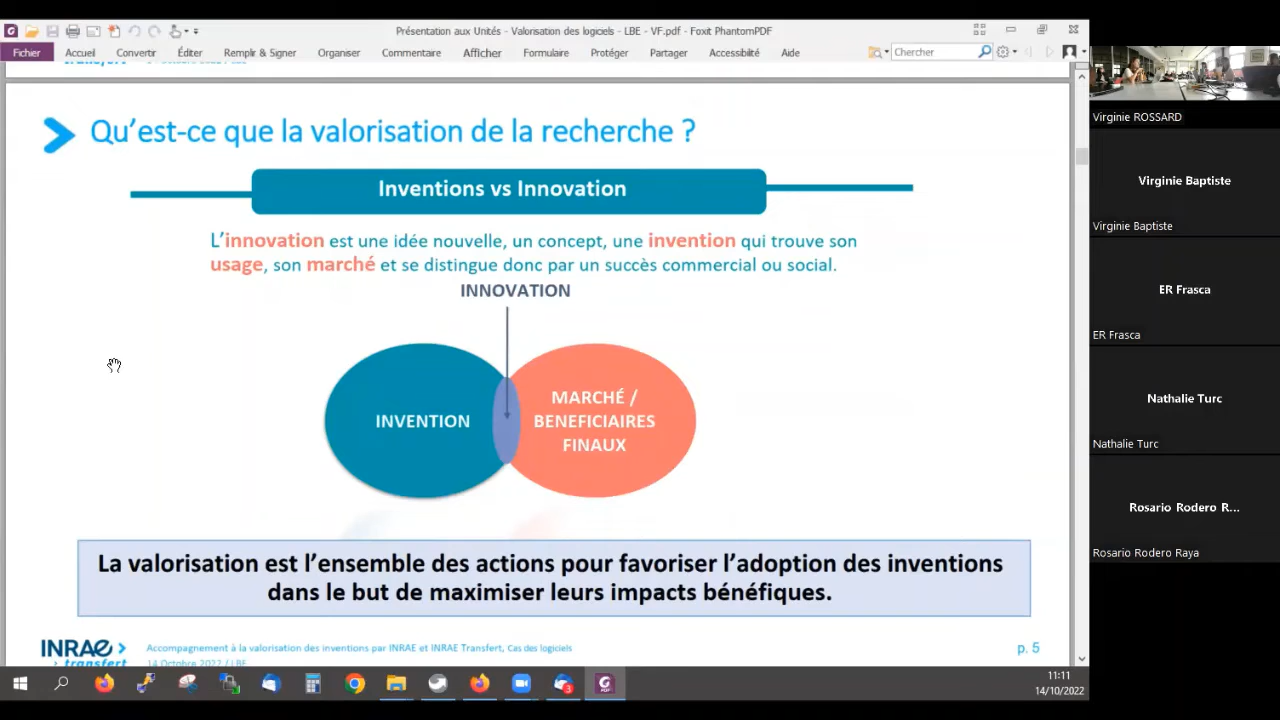 Présentation aux Unités - Valorisation des logiciels - LBE - VF.pdf - Foxit PhantomPDF
Fichier Accueil Convertir Éditer Remplir & Signer Organiser Commentaire Afficher Formulaire Protéger Partager Accessibilité Aide Chercher
Qu'est-ce que la valorisation de la recherche ?
Inventions vs Innovation
L'innovation est une idée nouvelle, un concept, une invention qui trouve son
usage, son marché et se distingue donc par un succès commercial ou social.
INNOVATION
INVENTION
MARCHÉ /
BENEFICIAIRES
FINAUX
La valorisation est l'ensemble des actions pour favoriser l'adoption des inventions
dans le but de maximiser leurs impacts bénéfiques.
INRAE
transfert
Accompagnement à la valorisation des inventions par INRAE et INRAE Transfert, Cas des logiciels
14 Octobre 2022 / LBE
p. 5
11:11
14/10/2022
Virginie ROSSARD
Virginie Baptiste
Virginie Baptiste
ER Frasca
ER Frasca
Nathalie Turc
Nathalie Turc
Rosario Rodero R...
Rosario Rodero Raya